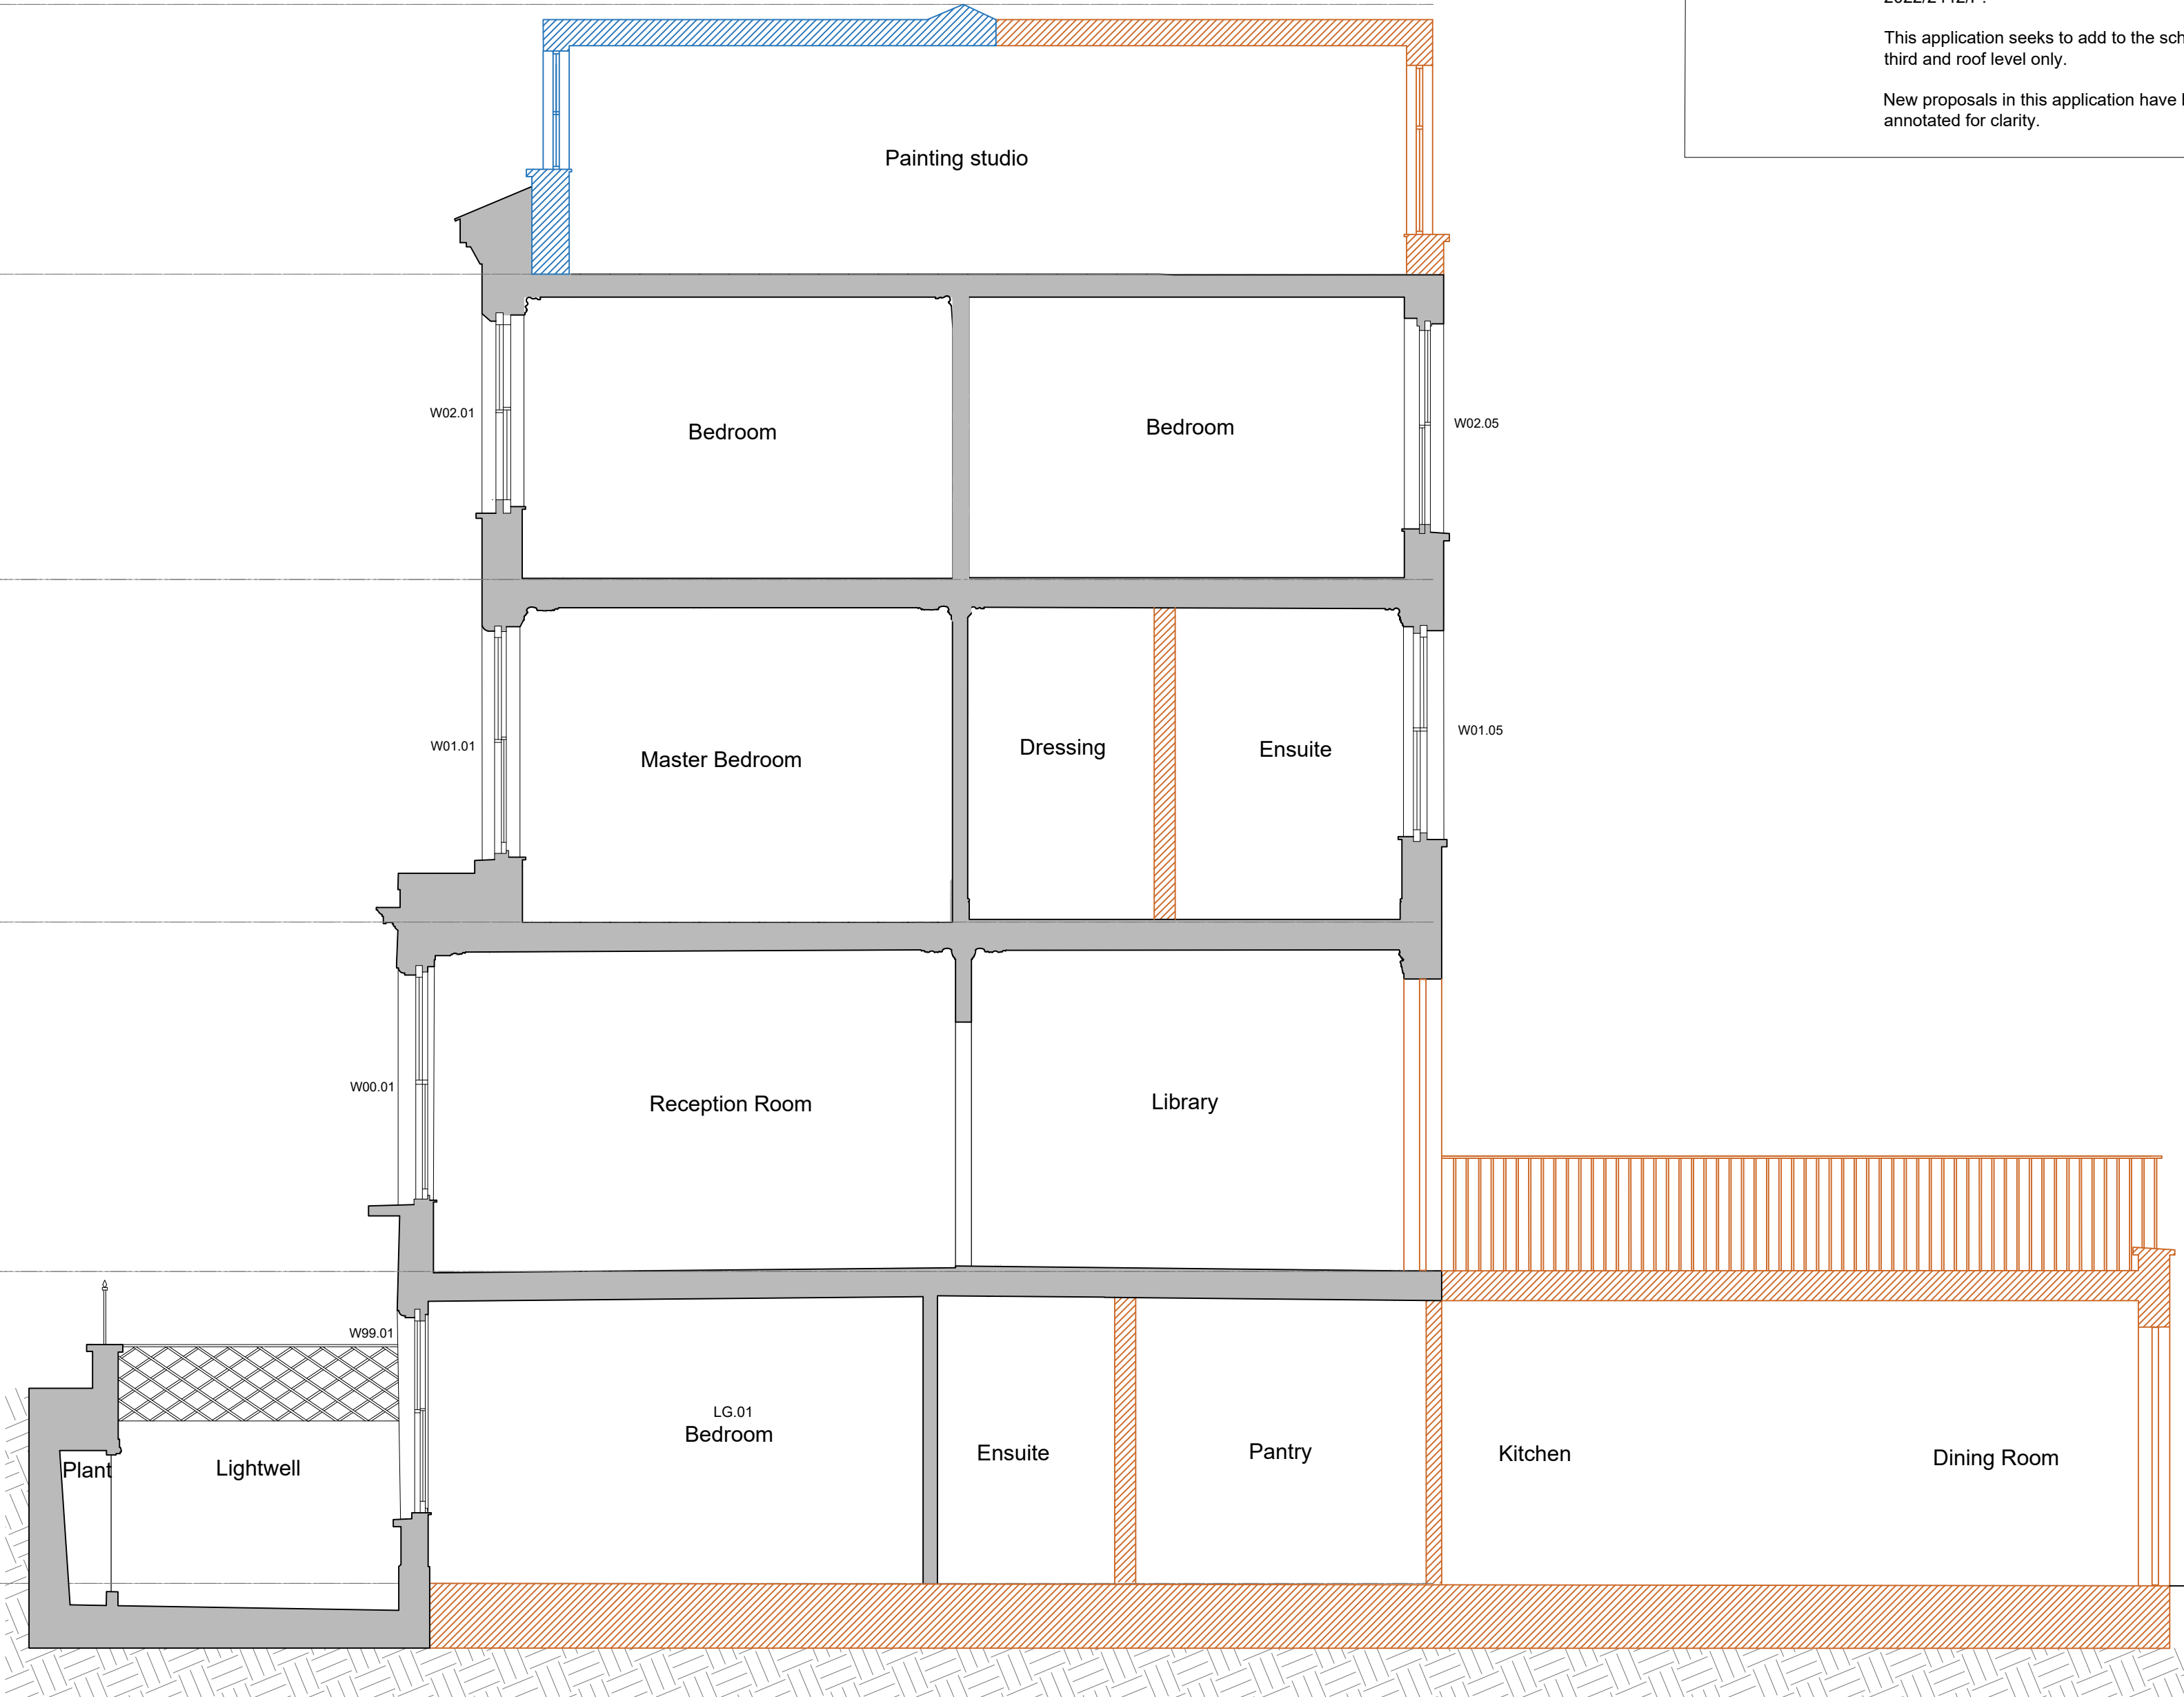 This application seeks to add to the
third and roof level only.
New proposals in this application have
annotated for clarity.
Painting studio
W02.01
Bedroom
Bedroom
W02.05
W01.01
Master Bedroom
Dressing
Ensuite
W01.05
W00.01
Reception Room
Library
W99.01
Plant
Lightwell
LG.01
Bedroom
Ensuite
Pantry
Kitchen
Dining Room